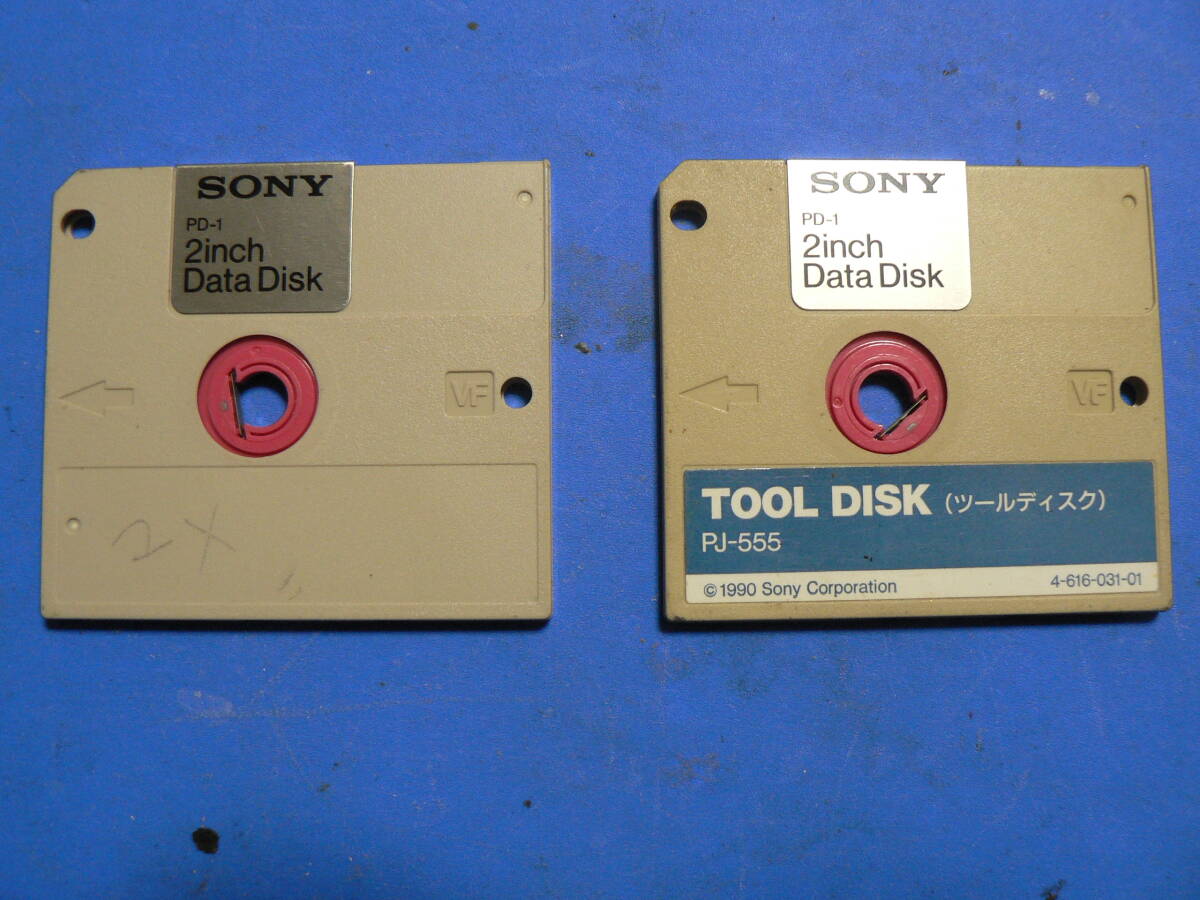 SONY
PD-1
2inch
Data Disk
VF
2X
SONY
PD-1
2inch
Data Disk
VF
TOOL DISK (ツールディスク)
PJ-555
©1990 Sony Corporation 4-616-031-01